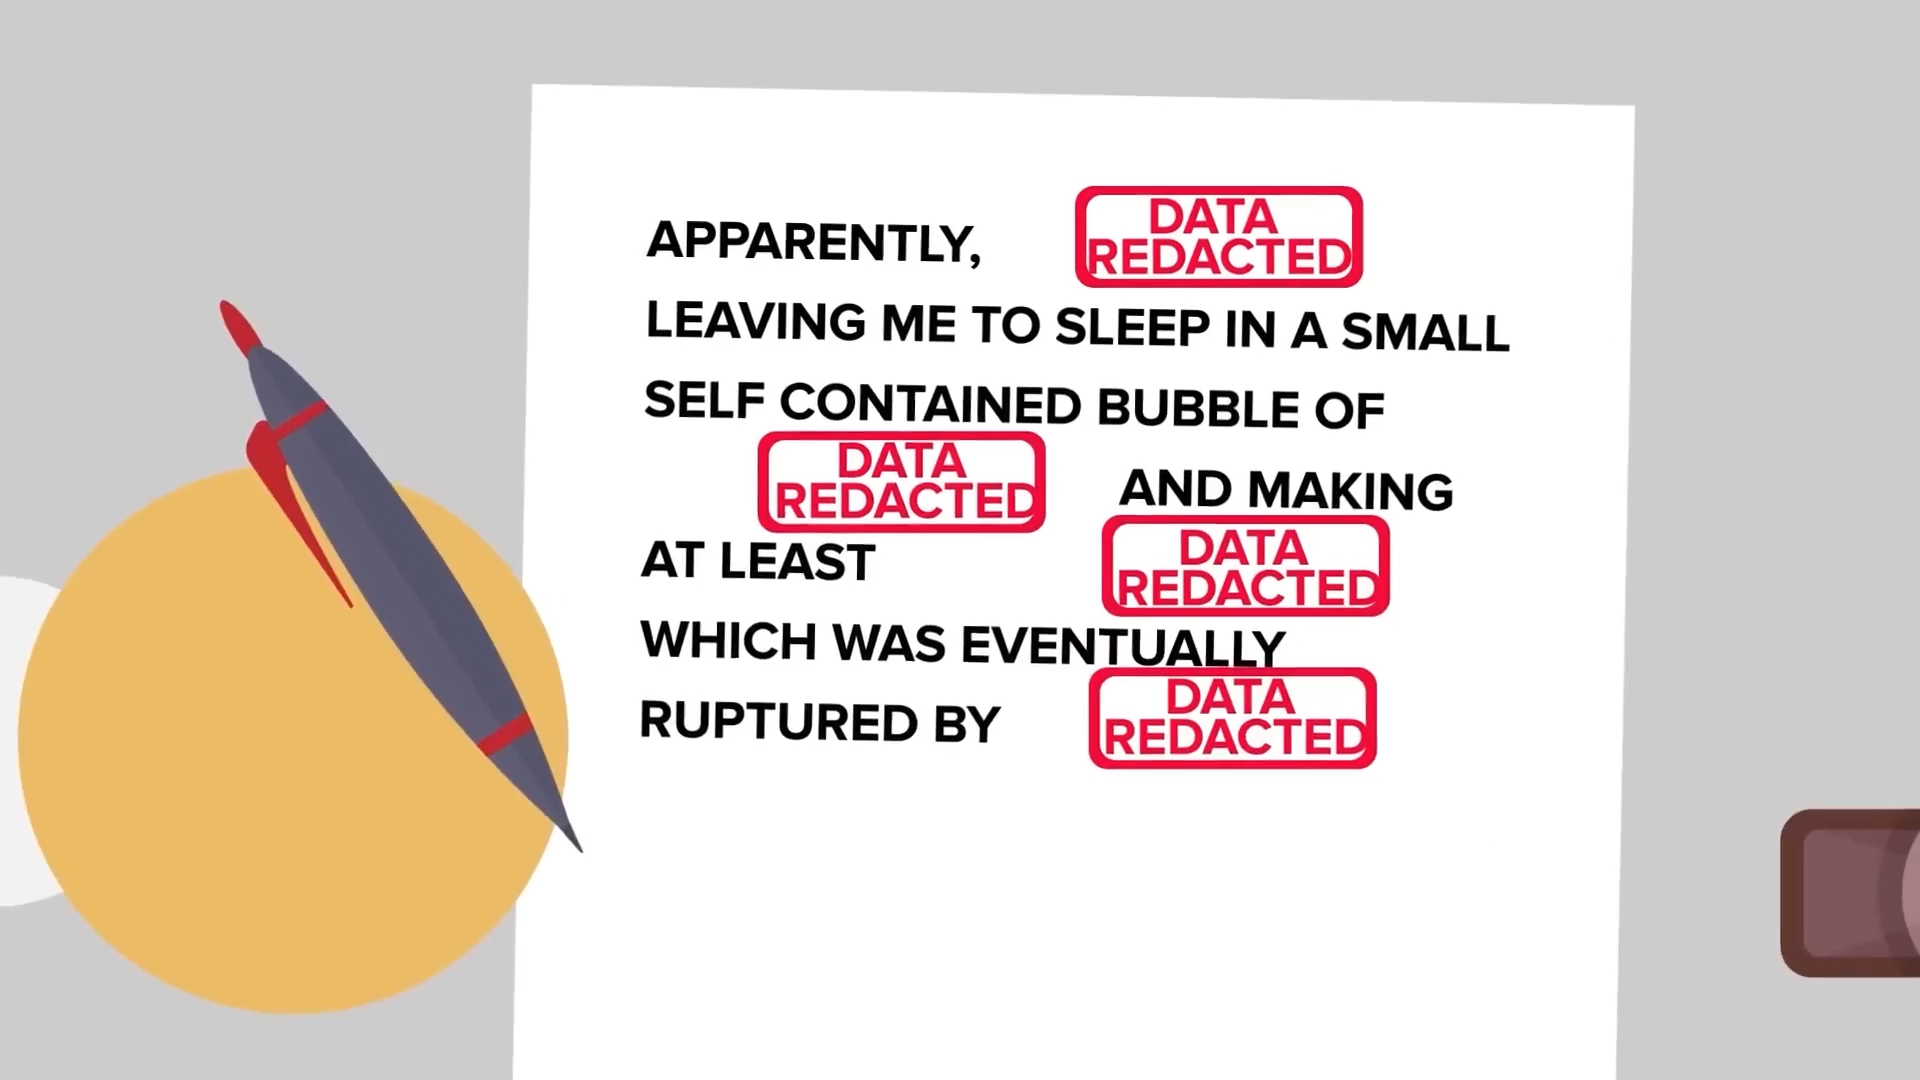 APPARENTLY, DATA REDACTED
LEAVING ME TO SLEEP IN A SMALL
SELF CONTAINED BUBBLE OF
DATA REDACTED AND MAKING
AT LEAST DATA REDACTED
WHICH WAS EVENTUALLY
RUPTURED BY DATA REDACTED